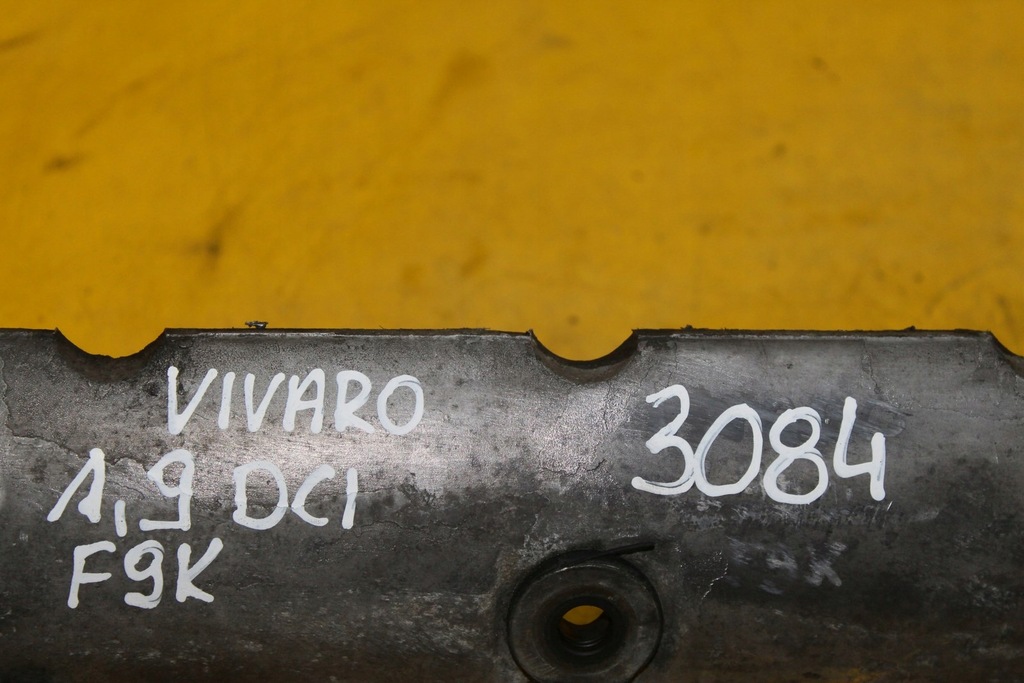 VIVARO
1,9 DCI
F9K
3084